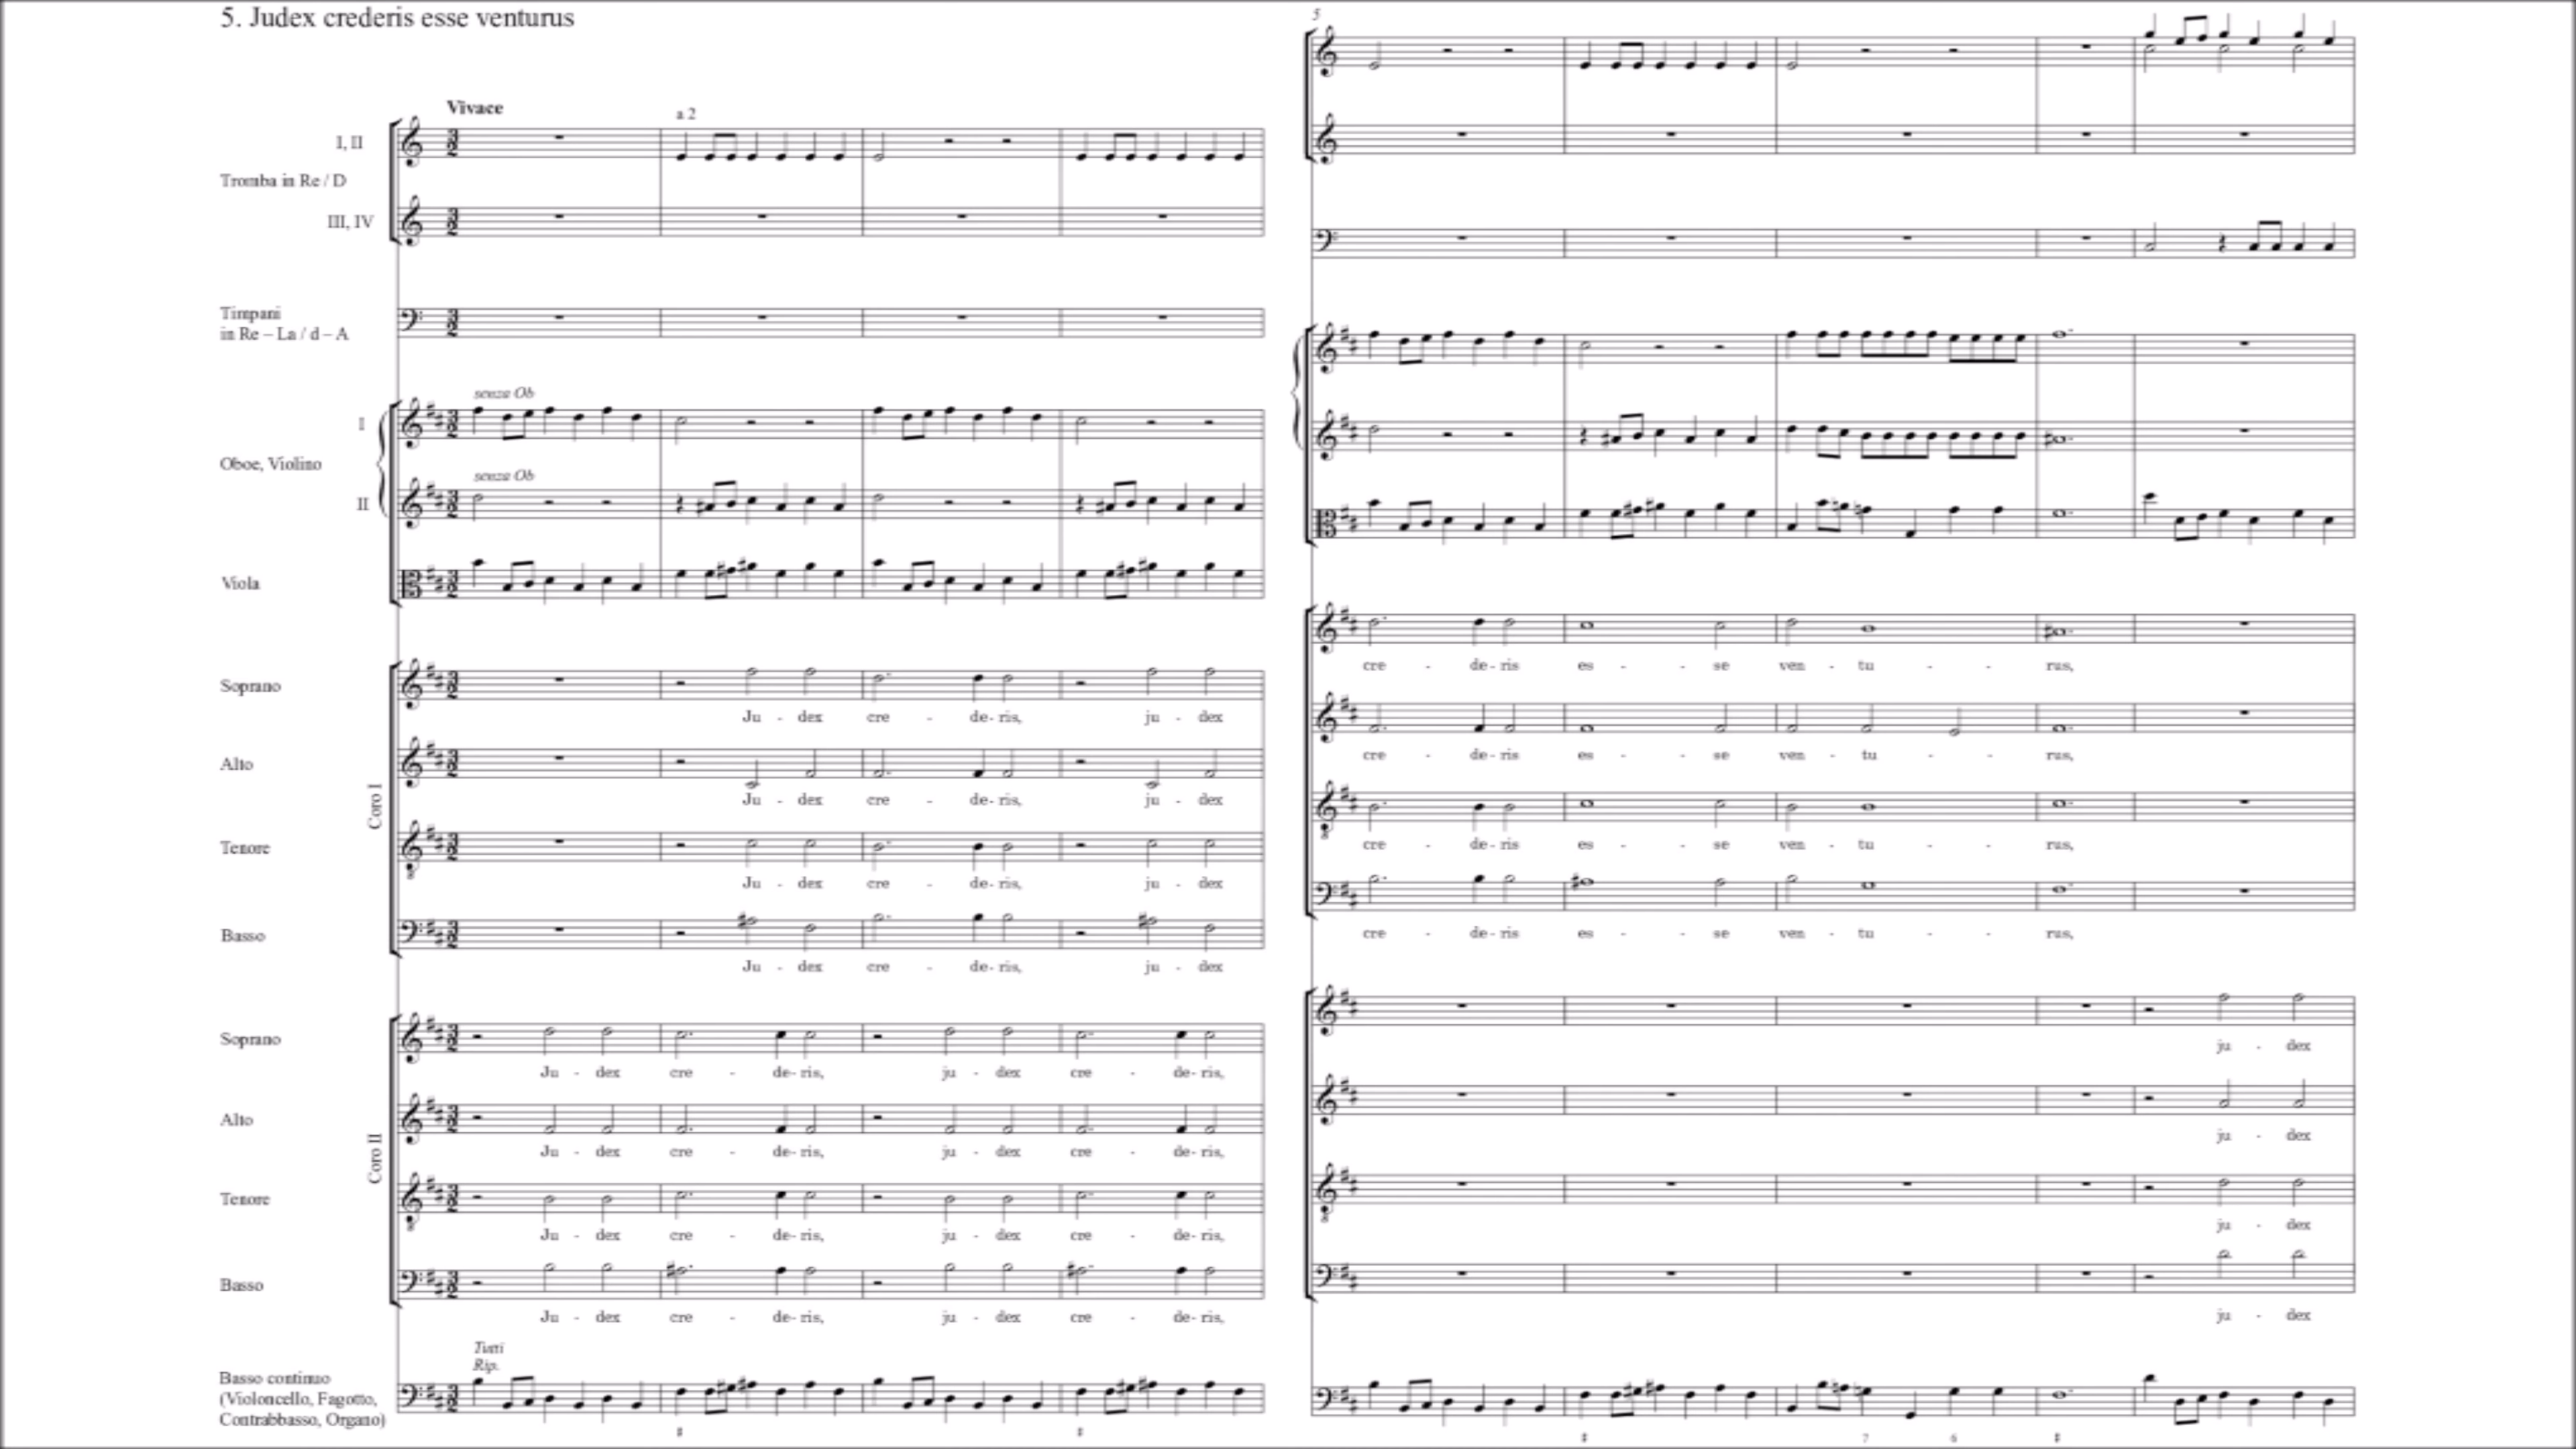 5. Judex crederis esse venturus
Vivace
a 2
I, II
Tromba in Re / D
III, IV
Timpani
in Re – La / d – A
senza Ob
I
Oboe, Violino
senza Ob
II
Viola
Coro I
Soprano
Ju - dex cre - de- ris, ju - dex
Alto
Ju - dex cre - de- ris, ju - dex
Tenore
Ju - dex cre - de- ris, ju - dex
Basso
Ju - dex cre - de- ris, ju - dex
Coro II
Soprano
Ju - dex cre - de- ris, ju - dex cre - de- ris,
Alto
Ju - dex cre - de- ris, ju - dex cre - de- ris,
Tenore
Ju - dex cre - de- ris, ju - dex cre - de- ris,
Basso
Ju - dex cre - de- ris, ju - dex cre - de- ris,
Tutti
Rip.
Basso continuo
(Violoncello, Fagotto,
Contrabbasso, Organo)
5
cre - de - ris es - - se ven - tu - - rus,
cre - de - ris es - - se ven - tu - - rus,
cre - de - ris es - - se ven - tu - - rus,
cre - de - ris es - - se ven - tu - - rus,
ju - dex
ju - dex
ju - dex
ju - dex
7 6